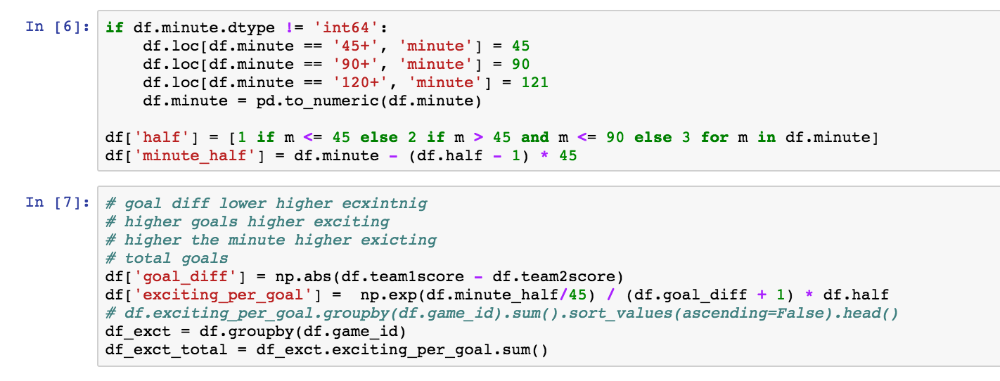 In [6]: if df.minute.dtype != 'int64':
    df.loc[df.minute == '45+', 'minute'] = 45
    df.loc[df.minute == '90+', 'minute'] = 90
    df.loc[df.minute == '120+', 'minute'] = 121
    df.minute = pd.to_numeric(df.minute)
df['half'] = [1 if m <= 45 else 2 if m > 45 and m <= 90 else 3 for m in df.minute]
df['minute_half'] = df.minute - (df.half - 1) * 45
In [7]: # goal diff lower higher ecxintnig
# higher goals higher exciting
# higher the minute higher exicting
# total goals
df['goal_diff'] = np.abs(df.team1score - df.team2score)
df['exciting_per_goal'] =  np.exp(df.minute_half/45) / (df.goal_diff + 1) * df.half
# df.exciting_per_goal.groupby(df.game_id).sum().sort_values(ascending=False).head()
df_exct = df.groupby(df.game_id)
df_exct_total = df_exct.exciting_per_goal.sum()